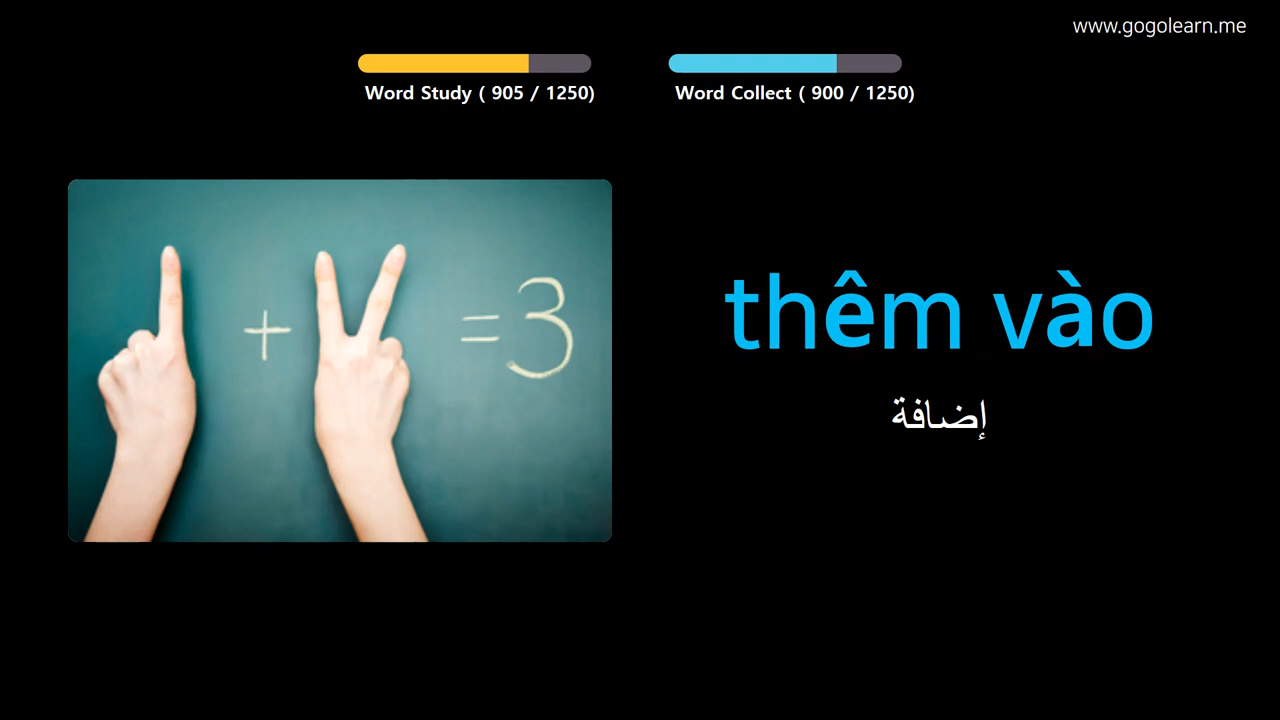 www.gogolearn.me
Word Study ( 905 / 1250)
Word Collect ( 900 / 1250)
+ = 3
thêm vào
إضافة